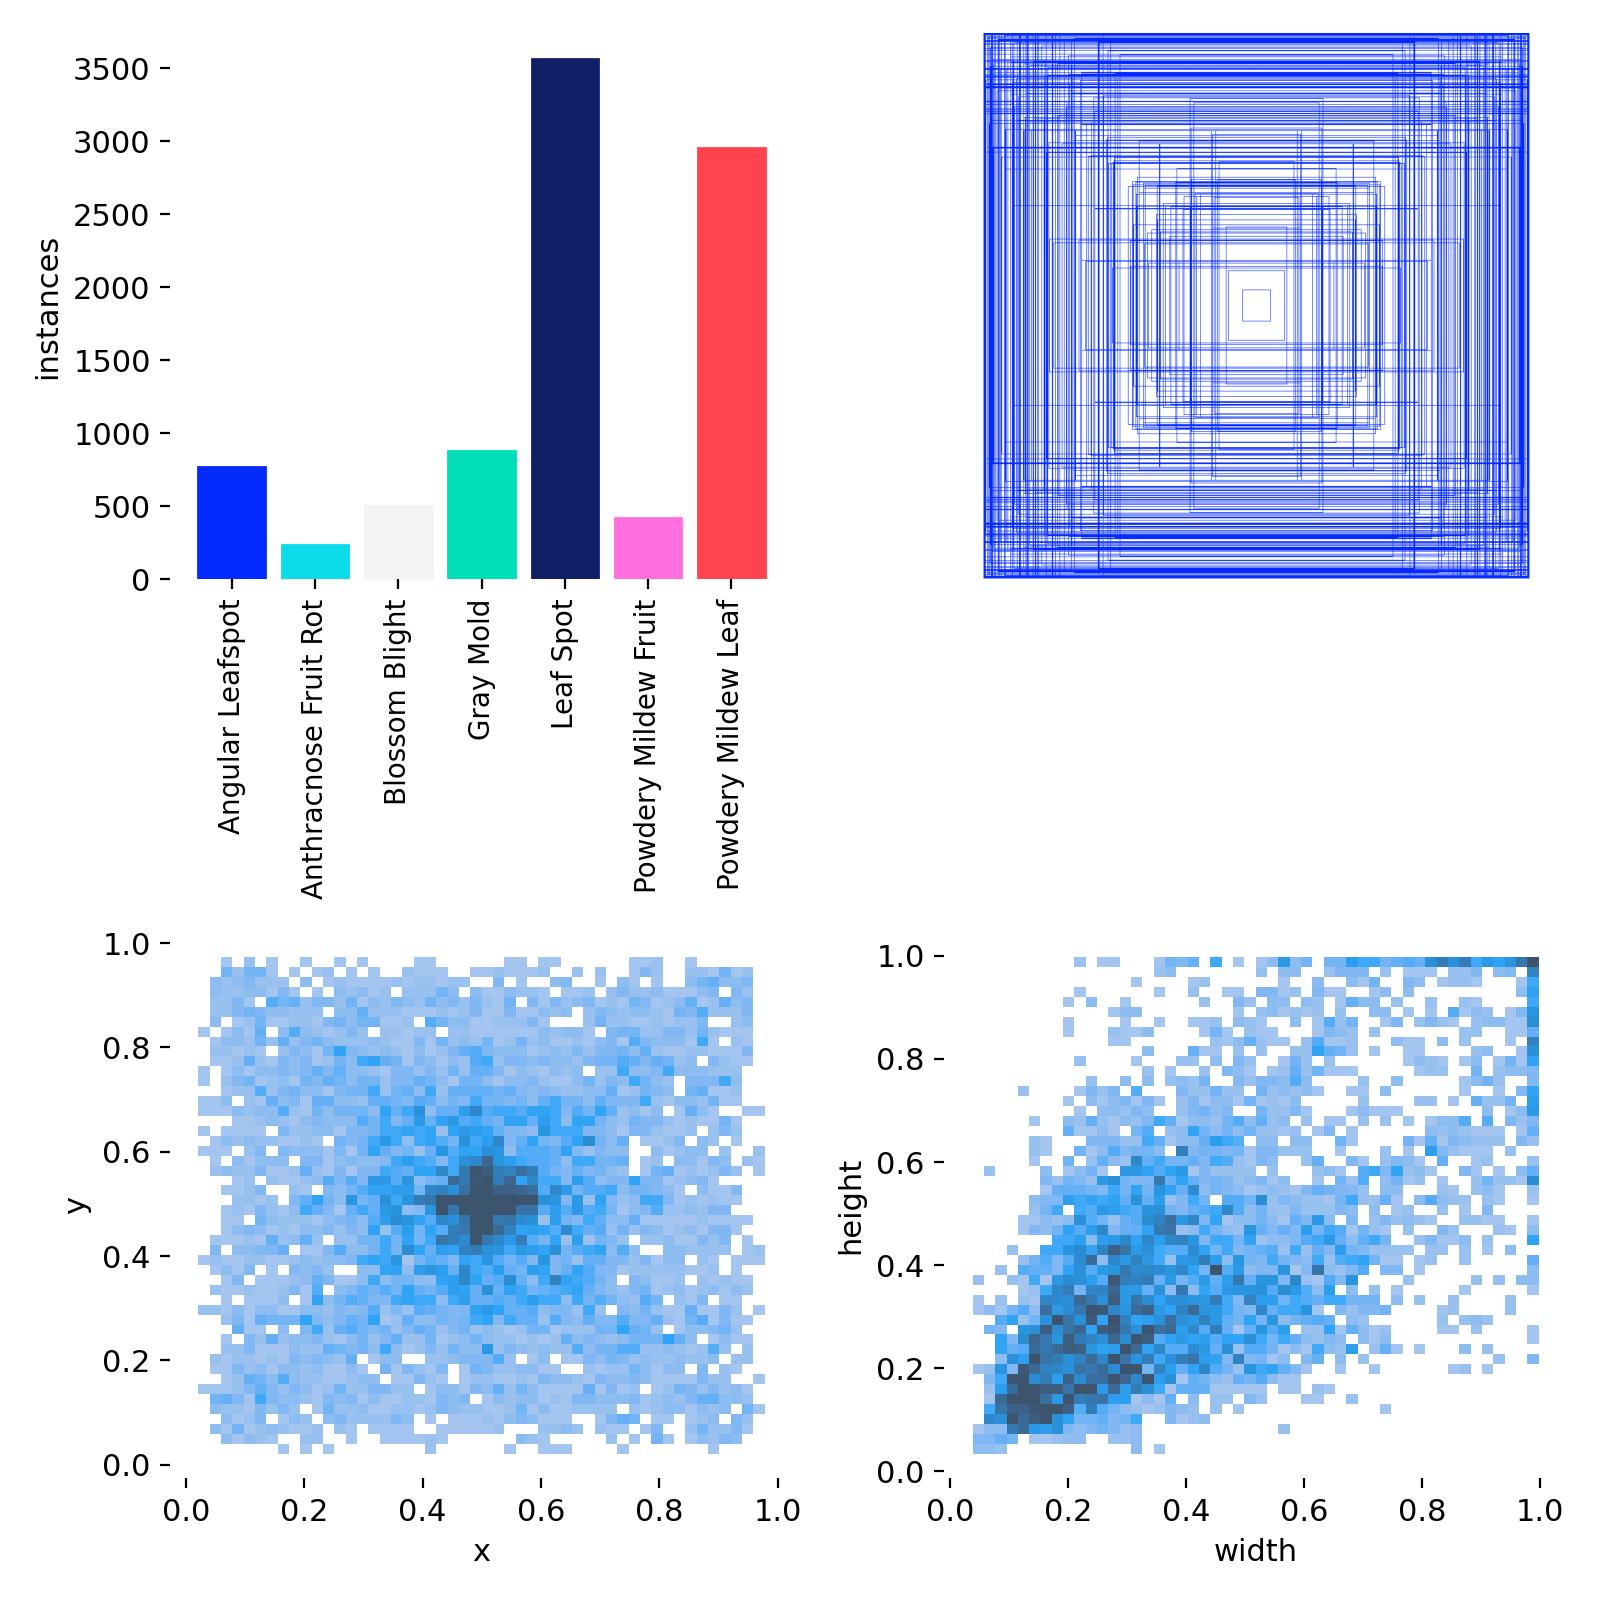 3500
3000
2500
2000
1500
1000
500
0
instances
Angular Leafspot
Anthracnose Fruit Rot
Blossom Blight
Gray Mold
Leaf Spot
Powdery Mildew Fruit
Powdery Mildew Leaf
1.0
0.8
0.6
0.4
0.2
0.0
y
0.0 0.2 0.4 0.6 0.8 1.0
x
1.0
0.8
0.6
0.4
0.2
0.0
height
0.0 0.2 0.4 0.6 0.8 1.0
width